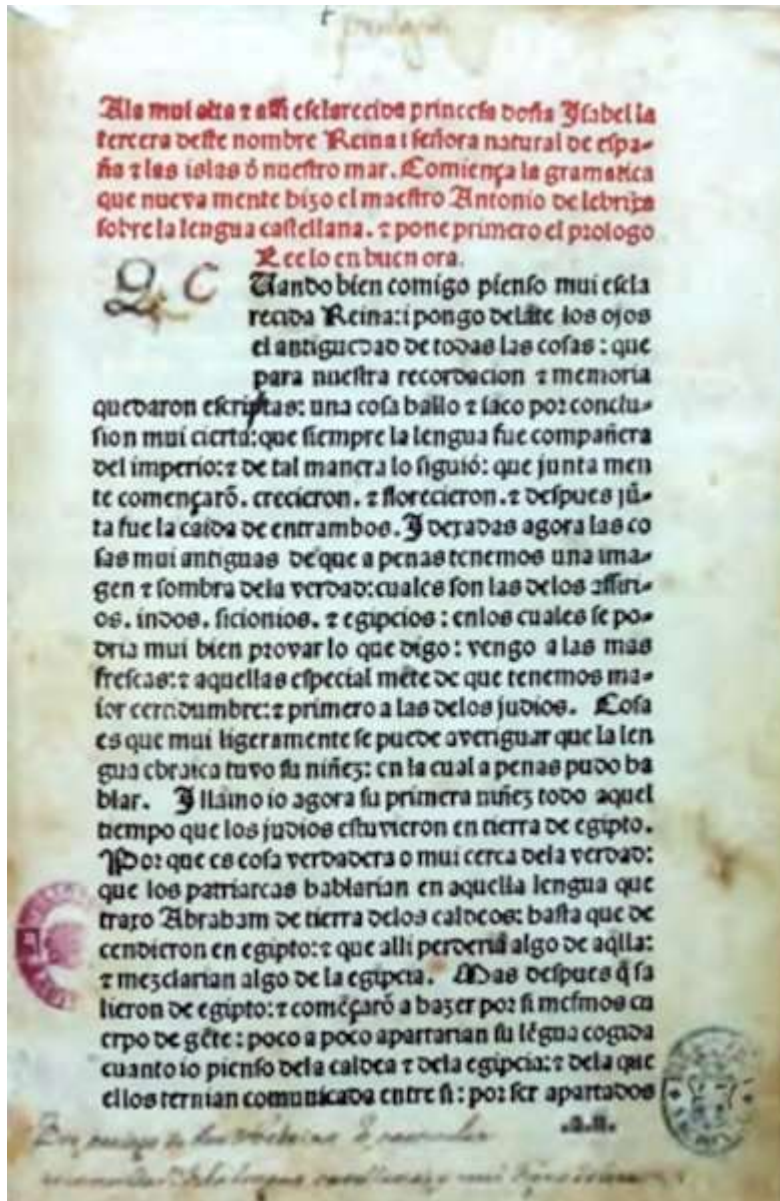 prologo
A la mui alta τ assi esclarecida princesa doña Isabel la
tercera deste nombre Reina i señora natural de espa-
ña τ las islas ð nuestro mar. Comiença la gramatica
que nueva mente hizo el maestro Antonio de lebrixa
sobre la lengua castellana. τ pone primero el prologo
Leelo en buen ora.
Q C
Uando bien comigo pienso mui escla
recida Reina: i pongo delãte los ojos
el antiguedad de todas las cosas: que
para nuestra recordacion τ memoria
quedaron escriptas: una cosa hallo τ saco por conclu-
sion mui cierta: que siempre la lengua fue compañera
del imperio: τ de tal manera lo siguió: que junta men
te començarõ. crecieron. τ florecieron. τ despues jũ-
ta fue la caida de entrambos. I dexadas agora las co
sas mui antiguas de que a penas tenemos una ima-
gen τ sombra dela verdad: cuales son las delos assiri-
os. indos. sicionios. τ egipcios: enlos cuales se po-
dria mui bien provar lo que digo: vengo a las mas
frescas: τ aquellas especial mẽte de que tenemos ma-
ior certidumbre: τ primero a las delos judios. Cosa
es que mui ligeramente se puede averiguar que la len
gua ebraica tuvo su niñez: en la cual a penas pudo ha
blar. I llamo io agora su primera niñez todo aquel
tiempo que los judios estuvieron en tierra de egipto.
Por que es cosa verdadera o mui cerca dela verdad:
que los patriarcas hablarian en aquella lengua que
traxo Abraham de tierra delos caldeos: hasta que de
cendieron en egipto: τ que alli perderiã algo de aq̃lla:
τ mezclarian algo de la egipcia. Mas despues q̃ sa
lieron de egipto: τ comẽçarõ a hazer por si mesmos cu
erpo de gẽte: poco a poco apartarian su lẽgua cogida
cuanto io pienso dela caldea τ dela egipcia: τ dela que
ellos ternian comunicada entre si: por ser apartados
.a.ii.